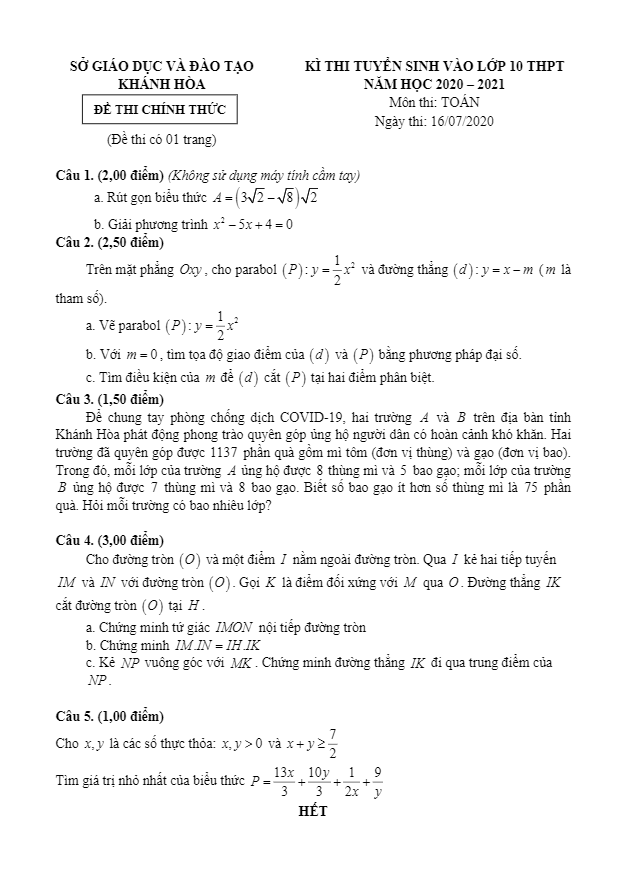 SỞ GIÁO DỤC VÀ ĐÀO TẠO
KHÁNH HÒA
ĐỀ THI CHÍNH THỨC
(Đề thi có 01 trang)
KÌ THI TUYỂN SINH VÀO LỚP 10 THPT
NĂM HỌC 2020 – 2021
Môn thi: TOÁN
Ngày thi: 16/07/2020
Câu 1. (2,00 điểm) (Không sử dụng máy tính cầm tay)
a. Rút gọn biểu thức A = (3√2 − √8)√2
b. Giải phương trình x² − 5x + 4 = 0
Câu 2. (2,50 điểm)
Trên mặt phẳng Oxy, cho parabol (P): y = 1/2 x² và đường thẳng (d): y = x − m (m là
tham số).
a. Vẽ parabol (P): y = 1/2 x²
b. Với m = 0, tìm tọa độ giao điểm của (d) và (P) bằng phương pháp đại số.
c. Tìm điều kiện của m để (d) cắt (P) tại hai điểm phân biệt.
Câu 3. (1,50 điểm)
Để chung tay phòng chống dịch COVID-19, hai trường A và B trên địa bàn tỉnh
Khánh Hòa phát động phong trào quyên góp ủng hộ người dân có hoàn cảnh khó khăn. Hai
trường đã quyên góp được 1137 phần quà gồm mì tôm (đơn vị thùng) và gạo (đơn vị bao).
Trong đó, mỗi lớp của trường A ủng hộ được 8 thùng mì và 5 bao gạo; mỗi lớp của trường
B ủng hộ được 7 thùng mì và 8 bao gạo. Biết số bao gạo ít hơn số thùng mì là 75 phần
quà. Hỏi mỗi trường có bao nhiêu lớp?
Câu 4. (3,00 điểm)
Cho đường tròn (O) và một điểm I nằm ngoài đường tròn. Qua I kẻ hai tiếp tuyến
IM và IN với đường tròn (O). Gọi K là điểm đối xứng với M qua O. Đường thẳng IK
cắt đường tròn (O) tại H.
a. Chứng minh tứ giác IMON nội tiếp đường tròn
b. Chứng minh IM.IN = IH.IK
c. Kẻ NP vuông góc với MK. Chứng minh đường thẳng IK đi qua trung điểm của
NP.
Câu 5. (1,00 điểm)
Cho x, y là các số thực thỏa: x, y > 0 và x + y ≥ 7/2
Tìm giá trị nhỏ nhất của biểu thức P = 13x/3 + 10y/3 + 1/2x + 9/y
HẾT